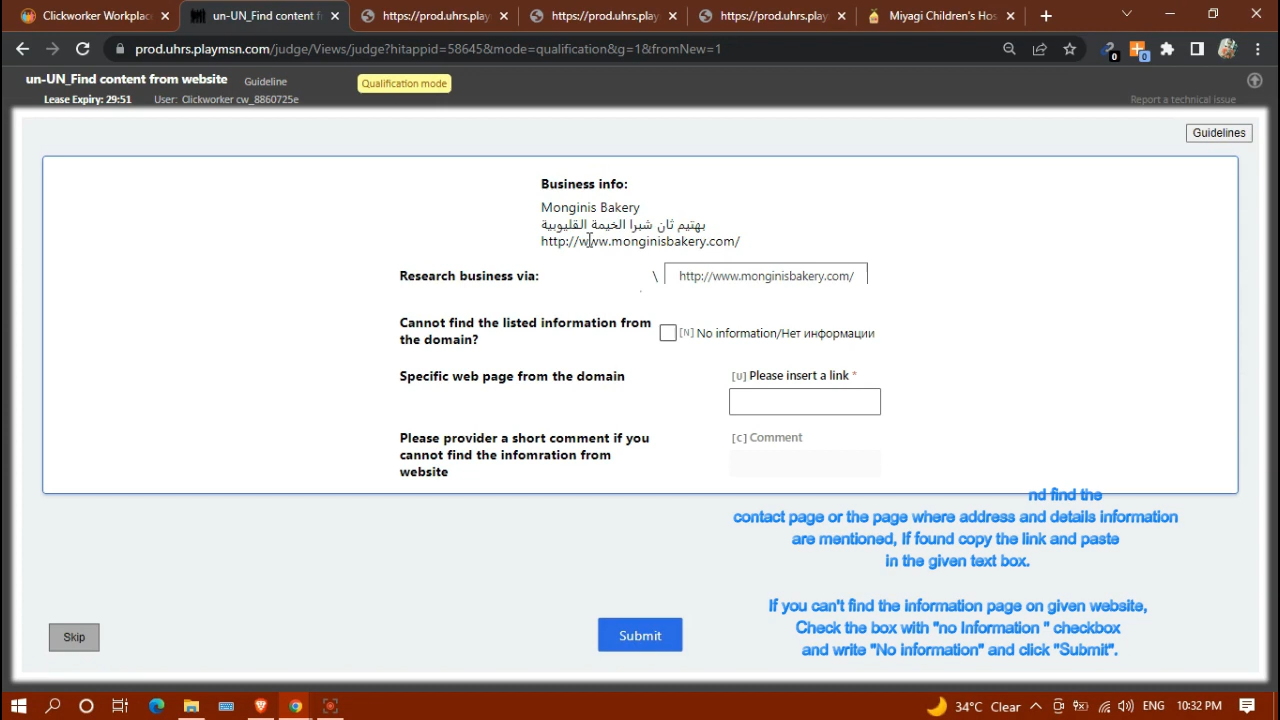 Clickworker Workplac
un-UN_Find content f
https://prod.uhrs.play
https://prod.uhrs.play
https://prod.uhrs.play
Miyagi Children's Hos
prod.uhrs.playmsn.com/judge/Views/judge?hitappid=58645&mode=qualification&g=1&fromNew=1
0
0
un-UN_Find content from website
Guideline
Qualification mode
Lease Expiry: 29:51
User: Clickworker cw_8860725e
Report a technical issue
Guidelines
Business info:
Monginis Bakery
بهتيم ثان شبرا الخيمة القليوبية
http://www.monginisbakery.com/
Research business via:
\
http://www.monginisbakery.com/
Cannot find the listed information from
the domain?
[N] No information/Нет информации
Specific web page from the domain
[U] Please insert a link *
Please provider a short comment if you
cannot find the infomration from
website
[C] Comment
nd find the
contact page or the page where address and details information
are mentioned, If found copy the link and paste
in the given text box.
If you can't find the information page on given website,
Check the box with "no Information " checkbox
and write "No information" and click "Submit".
Skip
Submit
34°C Clear
ENG
10:32 PM